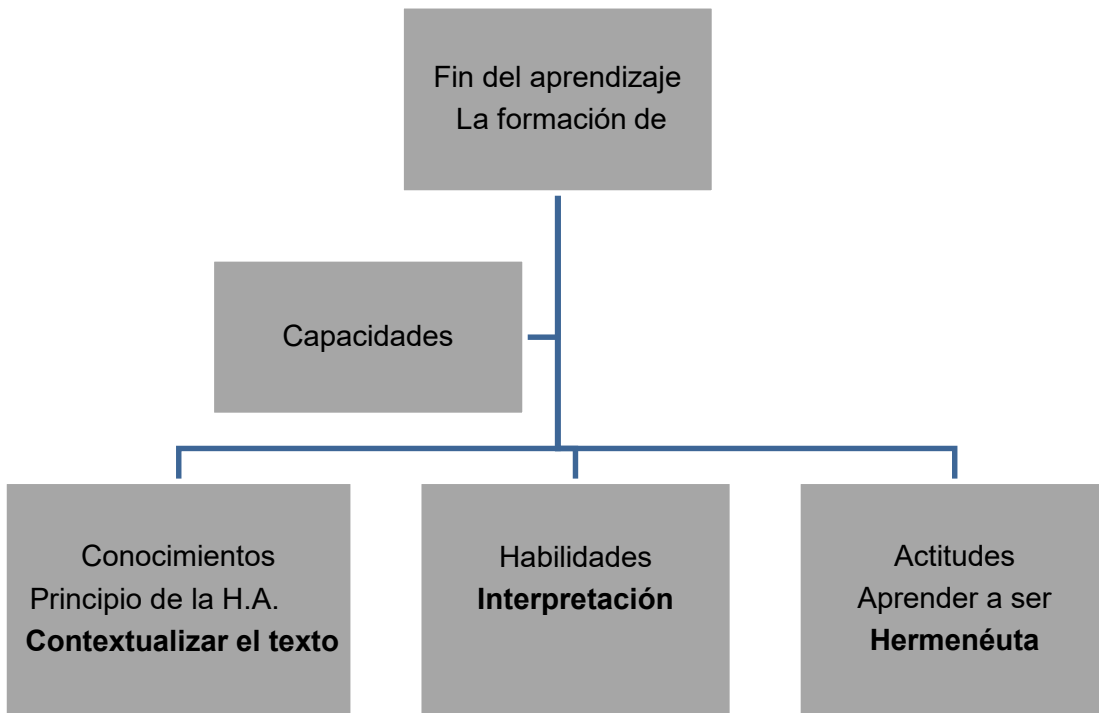 Fin del aprendizaje
La formación de
Capacidades
Conocimientos
Principio de la H.A.
Contextualizar el texto
Habilidades
Interpretación
Actitudes
Aprender a ser
Hermenéuta